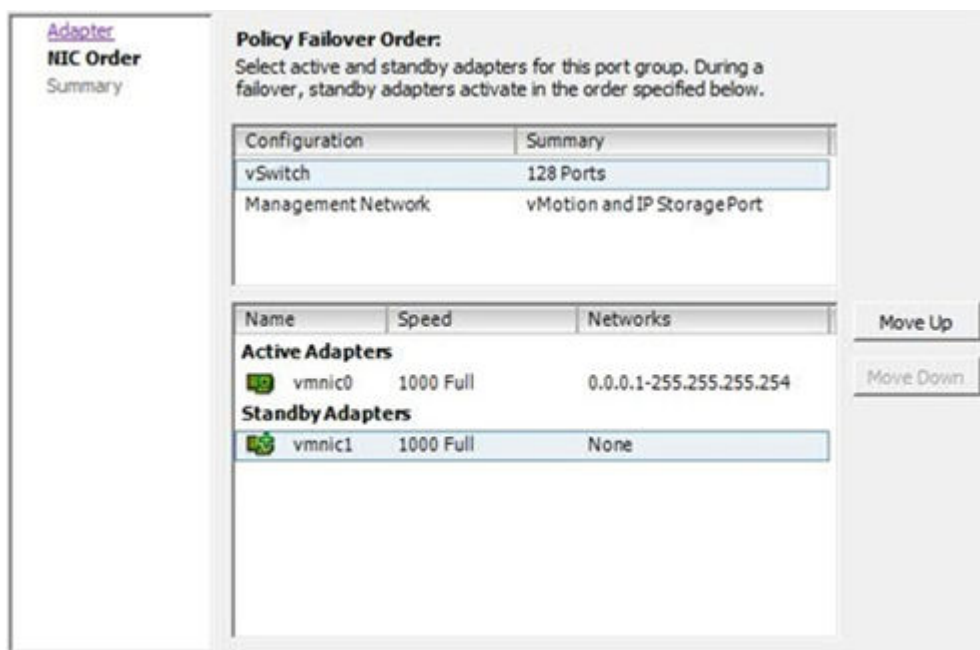 Adapter
NIC Order
Summary
Policy Failover Order:
Select active and standby adapters for this port group. During a
failover, standby adapters activate in the order specified below.
Configuration Summary
vSwitch 128 Ports
Management Network vMotion and IP StoragePort
Name Speed Networks
Active Adapters
vmnic0 1000 Full 0.0.0.1-255.255.255.254
Standby Adapters
vmnic1 1000 Full None
Move Up
Move Down